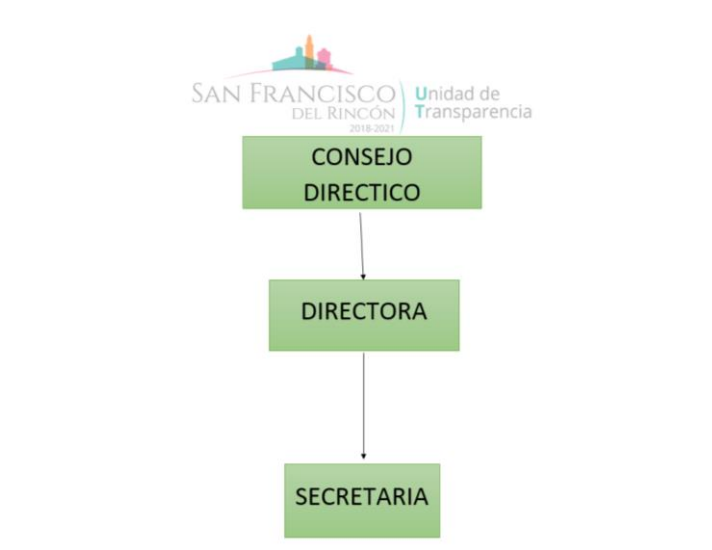 SAN FRANCISCO
DEL RINCÓN
2018-2021
Unidad de
Transparencia
CONSEJO
DIRECTICO
DIRECTORA
SECRETARIA